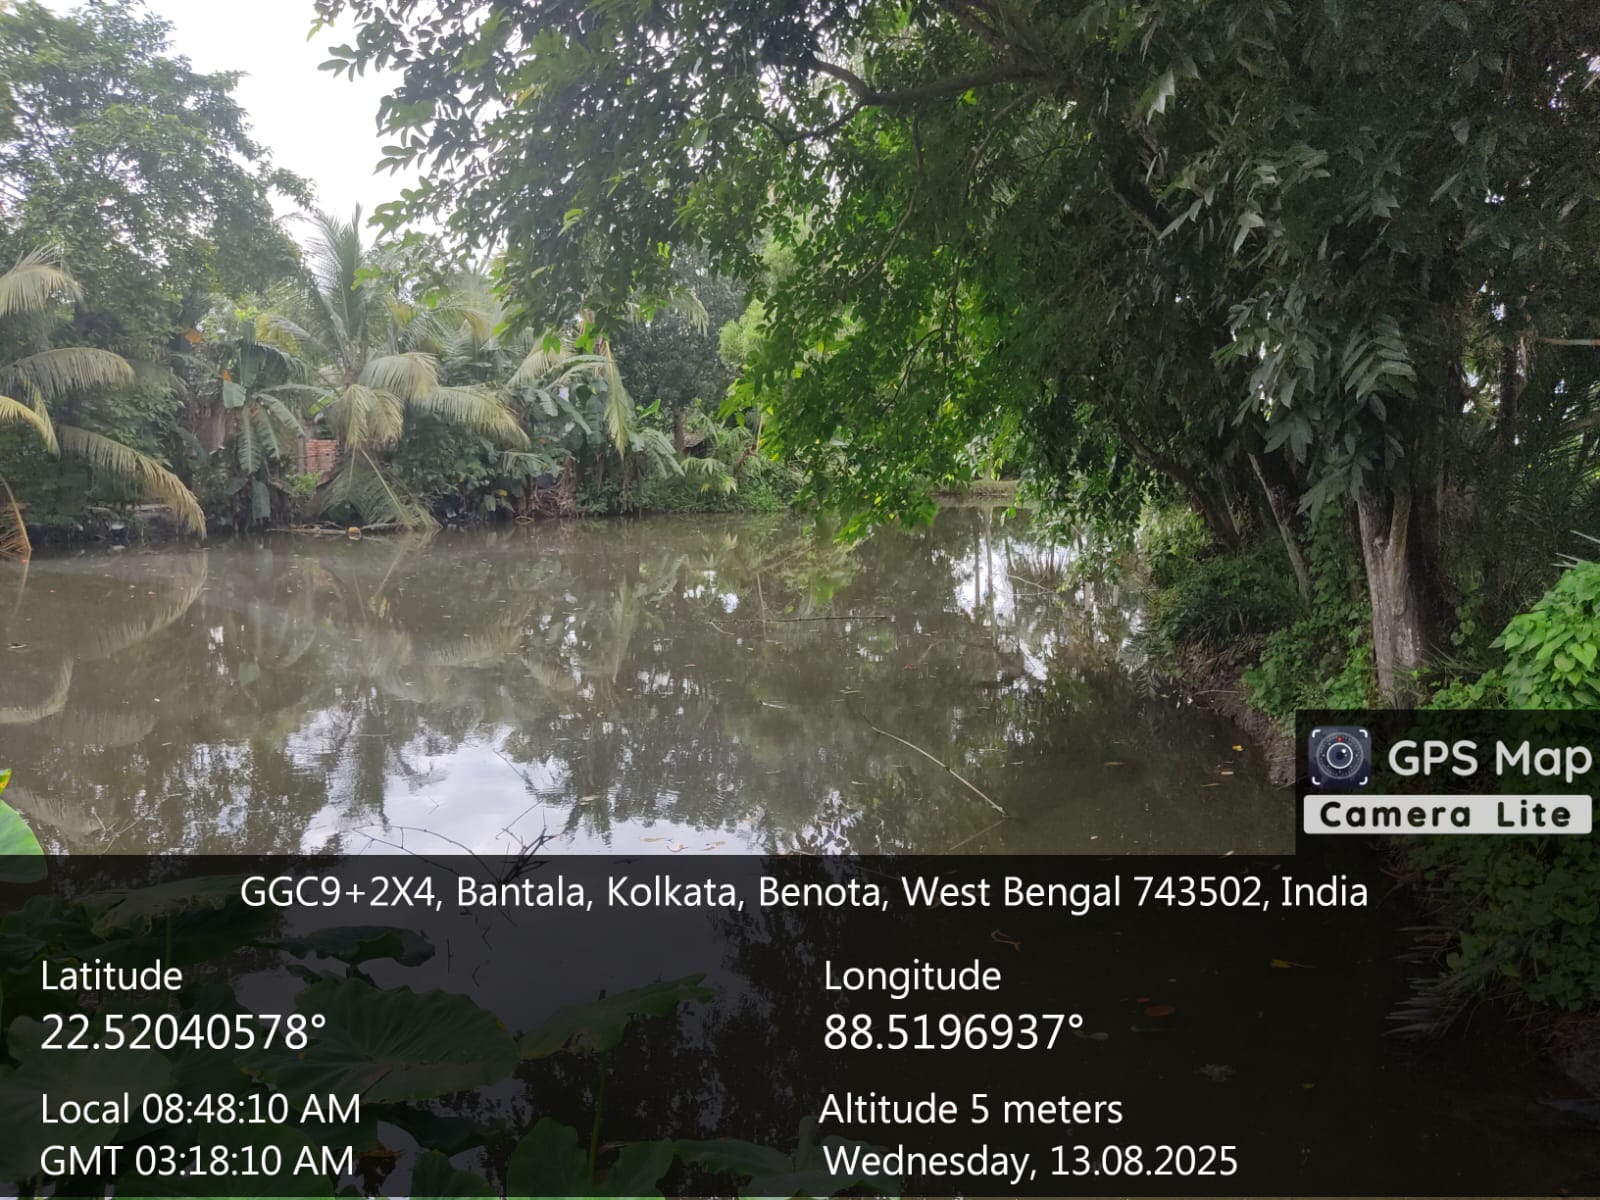 GPS Map
Camera Lite
GGC9+2X4, Bantala, Kolkata, Benota, West Bengal 743502, India
Latitude
22.52040578°
Longitude
88.5196937°
Local 08:48:10 AM
GMT 03:18:10 AM
Altitude 5 meters
Wednesday, 13.08.2025